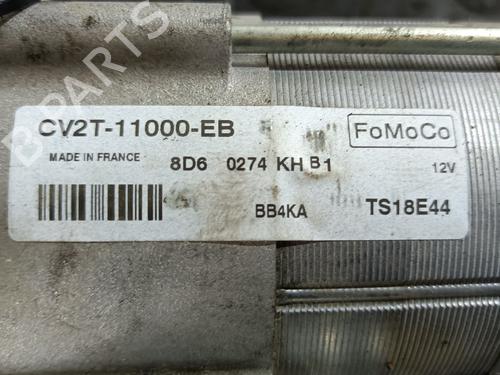 CV2T-11000-EB
FoMoCo
MADE IN FRANCE
8D6 0274 KH B1
12V
BB4KA
TS18E44
B PARTS